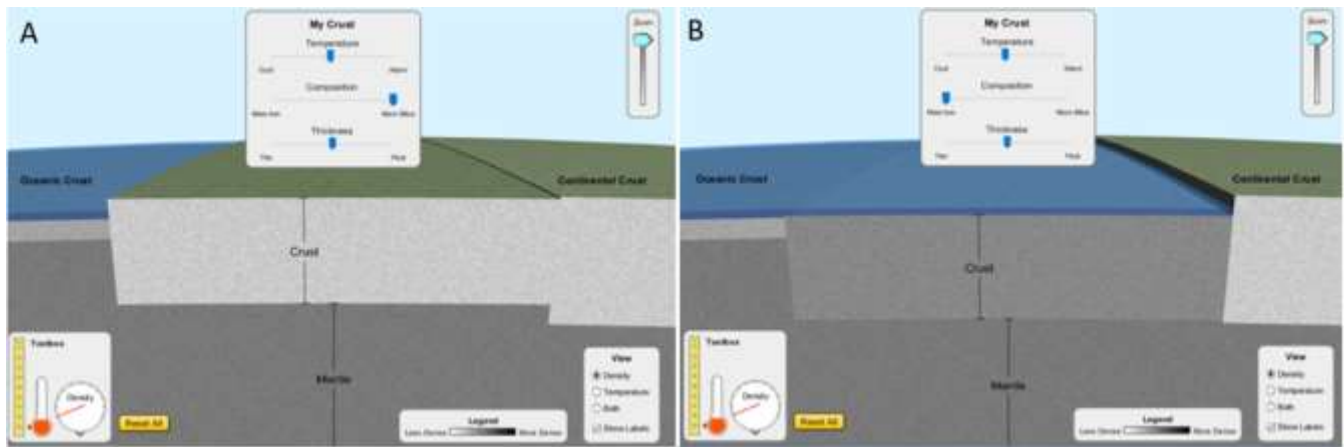 A
My Crust
Temperature
Cool Warm
Composition
More Iron More Silica
Thickness
Thin Thick
Zoom
Oceanic Crust
Continental Crust
Crust
Mantle
Toolbox
Density
Reset All
Legend
Less Dense More Dense
View
Density
Temperature
Both
Show Labels
B
My Crust
Temperature
Cool Warm
Composition
More Iron More Silica
Thickness
Thin Thick
Zoom
Oceanic Crust
Continental Crust
Crust
Mantle
Toolbox
Density
Reset All
Legend
Less Dense More Dense
View
Density
Temperature
Both
Show Labels